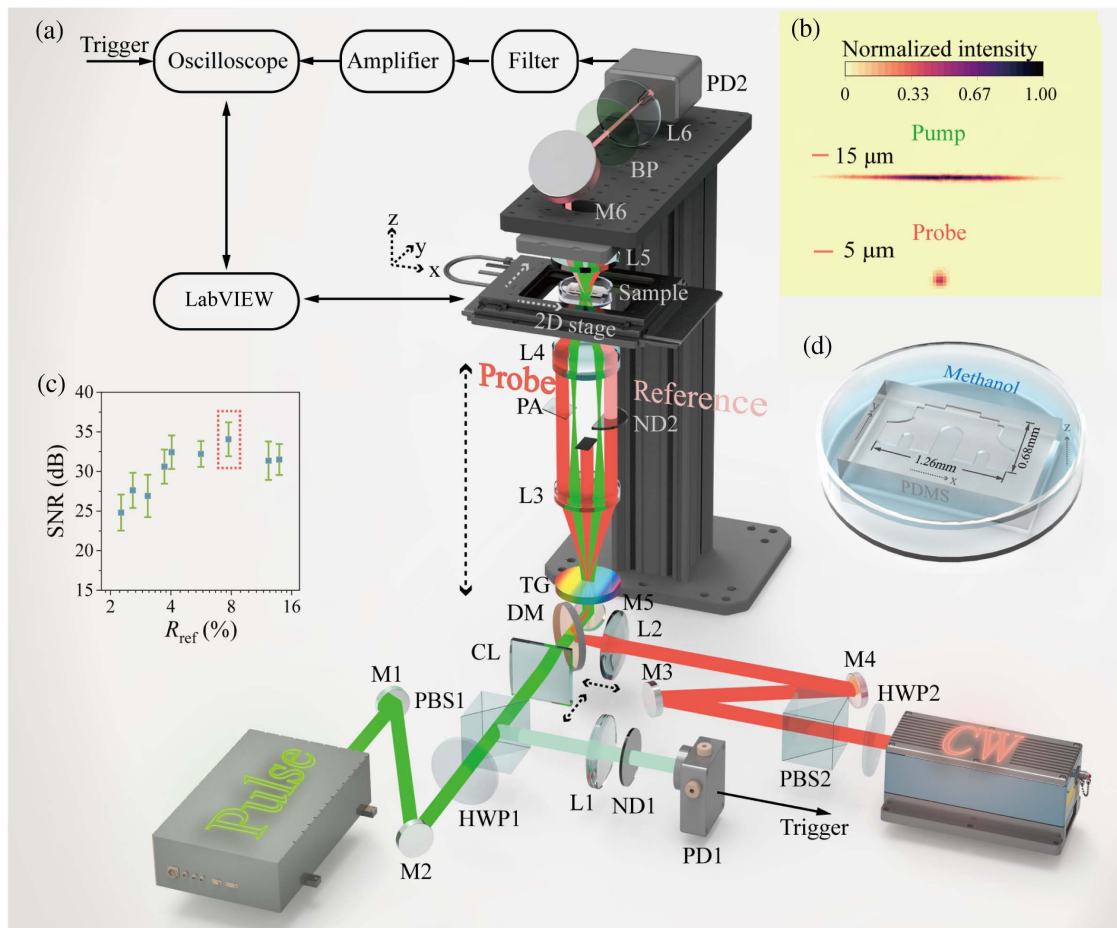 (a)
Trigger
Oscilloscope
Amplifier
Filter
PD2
L6
BP
M6
z
y
x
L5
Sample
2D stage
LabVIEW
L4
Probe
Reference
PA
ND2
L3
TG
DM
M5
L2
CL
M3
M4
HWP2
M1
PBS1
CW
Pulse
PBS2
HWP1
L1
ND1
Trigger
M2
PD1
(b)
Normalized intensity
0 0.33 0.67 1.00
Pump
15 μm
Probe
5 μm
(c)
40
35
30
25
20
15
SNR (dB)
2 4 8 16
Rref (%)
(d)
Methanol
y
z
0.68mm
1.26mm
x
PDMS